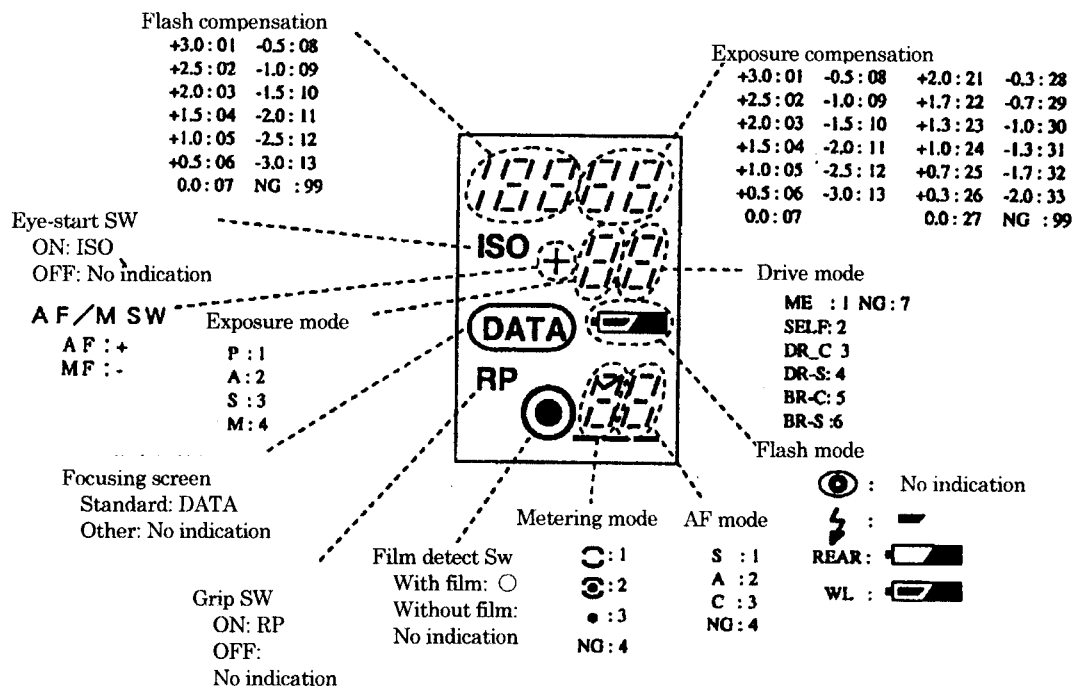 Flash compensation
+3.0 : 01 -0.5 : 08
+2.5 : 02 -1.0 : 09
+2.0 : 03 -1.5 : 10
+1.5 : 04 -2.0 : 11
+1.0 : 05 -2.5 : 12
+0.5 : 06 -3.0 : 13
0.0 : 07 NG : 99
Exposure compensation
+3.0 : 01 -0.5 : 08 +2.0 : 21 -0.3 : 28
+2.5 : 02 -1.0 : 09 +1.7 : 22 -0.7 : 29
+2.0 : 03 -1.5 : 10 +1.3 : 23 -1.0 : 30
+1.5 : 04 -2.0 : 11 +1.0 : 24 -1.3 : 31
+1.0 : 05 -2.5 : 12 +0.7 : 25 -1.7 : 32
+0.5 : 06 -3.0 : 13 +0.3 : 26 -2.0 : 33
0.0 : 07 0.0 : 27 NG : 99
Eye-start SW
ON: ISO
OFF: No indication
AF/M SW
AF : +
MF : -
Exposure mode
P : 1
A : 2
S : 3
M : 4
ISO
+
DATA
RP
Drive mode
ME : 1 NG : 7
SELF: 2
DR_C 3
DR-S: 4
BR-C: 5
BR-S :6
Flash mode
: No indication
:
REAR :
WL :
Focusing screen
Standard: DATA
Other: No indication
Grip SW
ON: RP
OFF:
No indication
Film detect Sw
With film: ○
Without film:
No indication
Metering mode
: 1
: 2
: 3
NG : 4
AF mode
S : 1
A : 2
C : 3
NG : 4